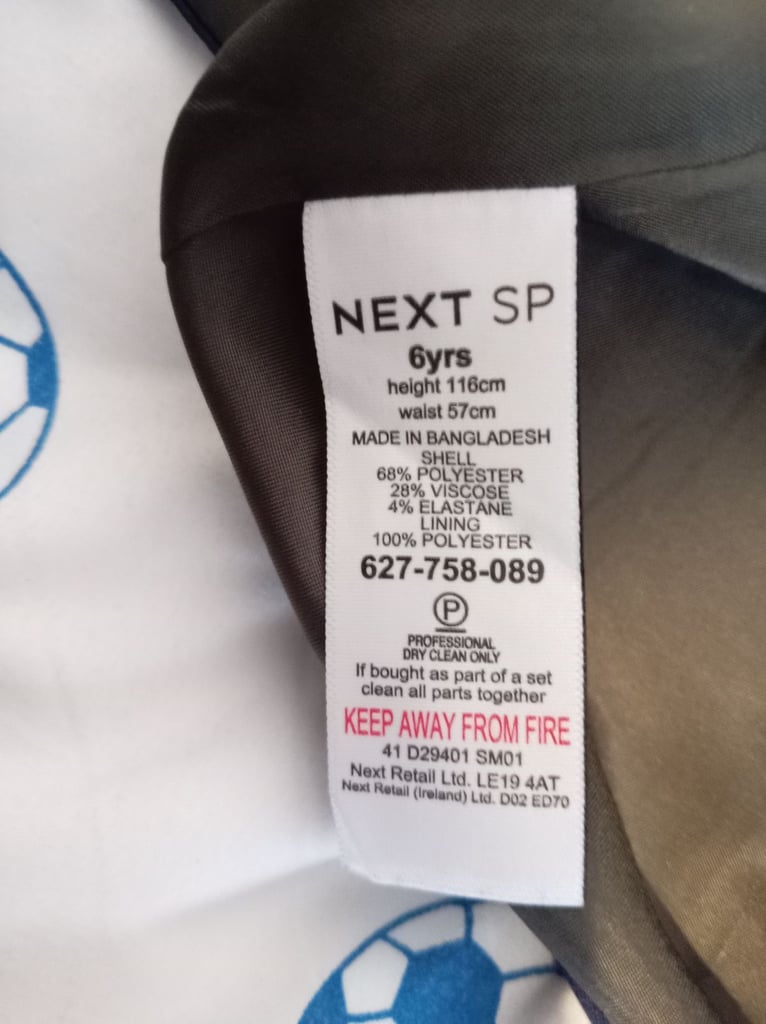 NEXT SP
6yrs
height 116cm
waist 57cm
MADE IN BANGLADESH
SHELL
68% POLYESTER
28% VISCOSE
4% ELASTANE
LINING
100% POLYESTER
627-758-089
P
PROFESSIONAL
DRY CLEAN ONLY
If bought as part of a set
clean all parts together
KEEP AWAY FROM FIRE
41 D29401 SM01
Next Retail Ltd. LE19 4AT
Next Retail (Ireland) Ltd. D02 ED70